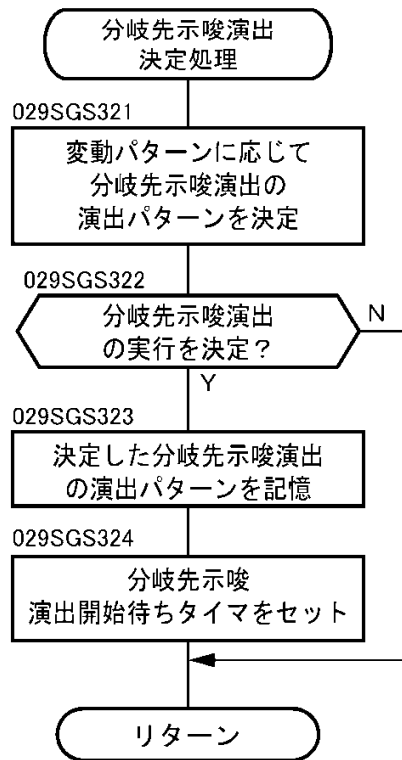 分岐先示唆演出
決定処理
029SGS321
変動パターンに応じて
分岐先示唆演出の
演出パターンを決定
029SGS322
分岐先示唆演出
の実行を決定？
N
Y
029SGS323
決定した分岐先示唆演出
の演出パターンを記憶
029SGS324
分岐先示唆
演出開始待ちタイマをセット
リターン